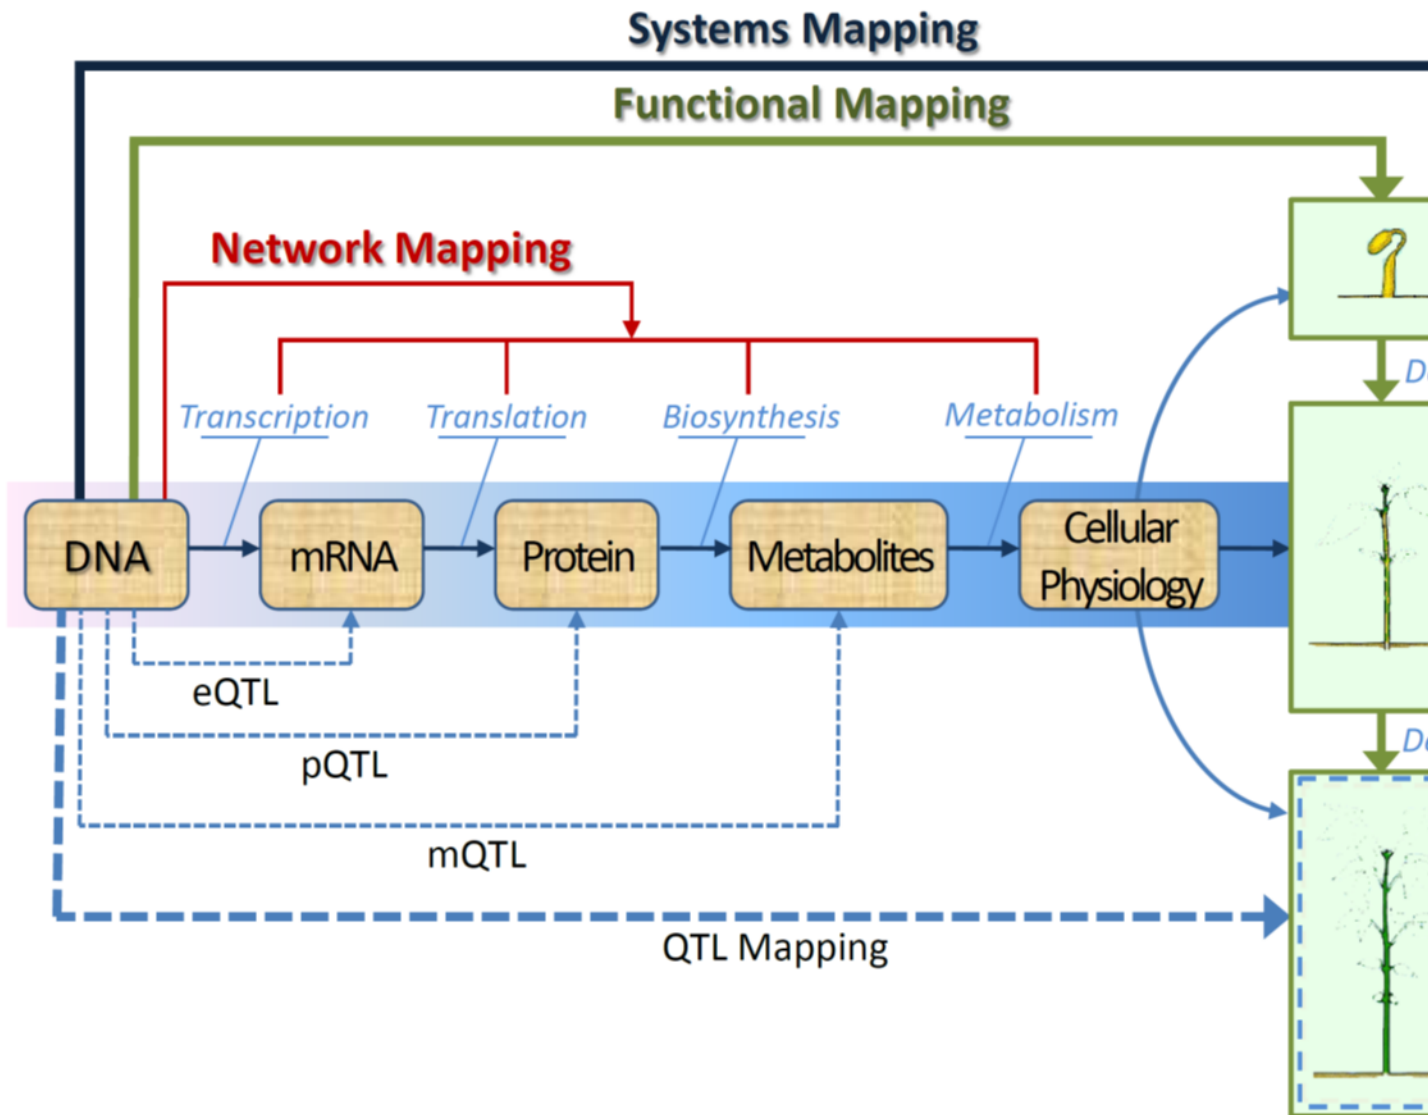 Systems Mapping
Functional Mapping
Network Mapping
Transcription
Translation
Biosynthesis
Metabolism
DNA
mRNA
Protein
Metabolites
Cellular
Physiology
eQTL
pQTL
mQTL
QTL Mapping